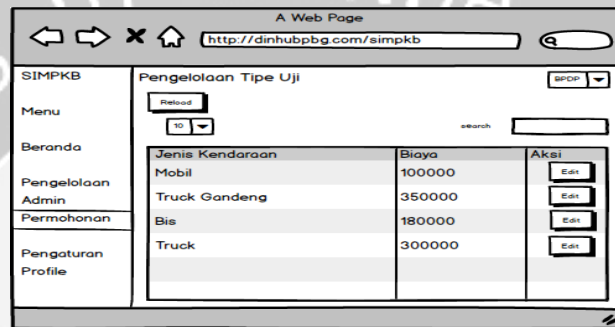 A Web Page
http://dinhubpbg.com/simpkb
SIMPKB
Menu
Beranda
Pengelolaan
Admin
Permohonan
Pengaturan
Profile
Pengelolaan Tipe Uji
BPDP
Reload
10
search
Jenis Kendaraan Biaya Aksi
Mobil 100000 Edit
Truck Gandeng 350000 Edit
Bis 180000 Edit
Truck 300000 Edit